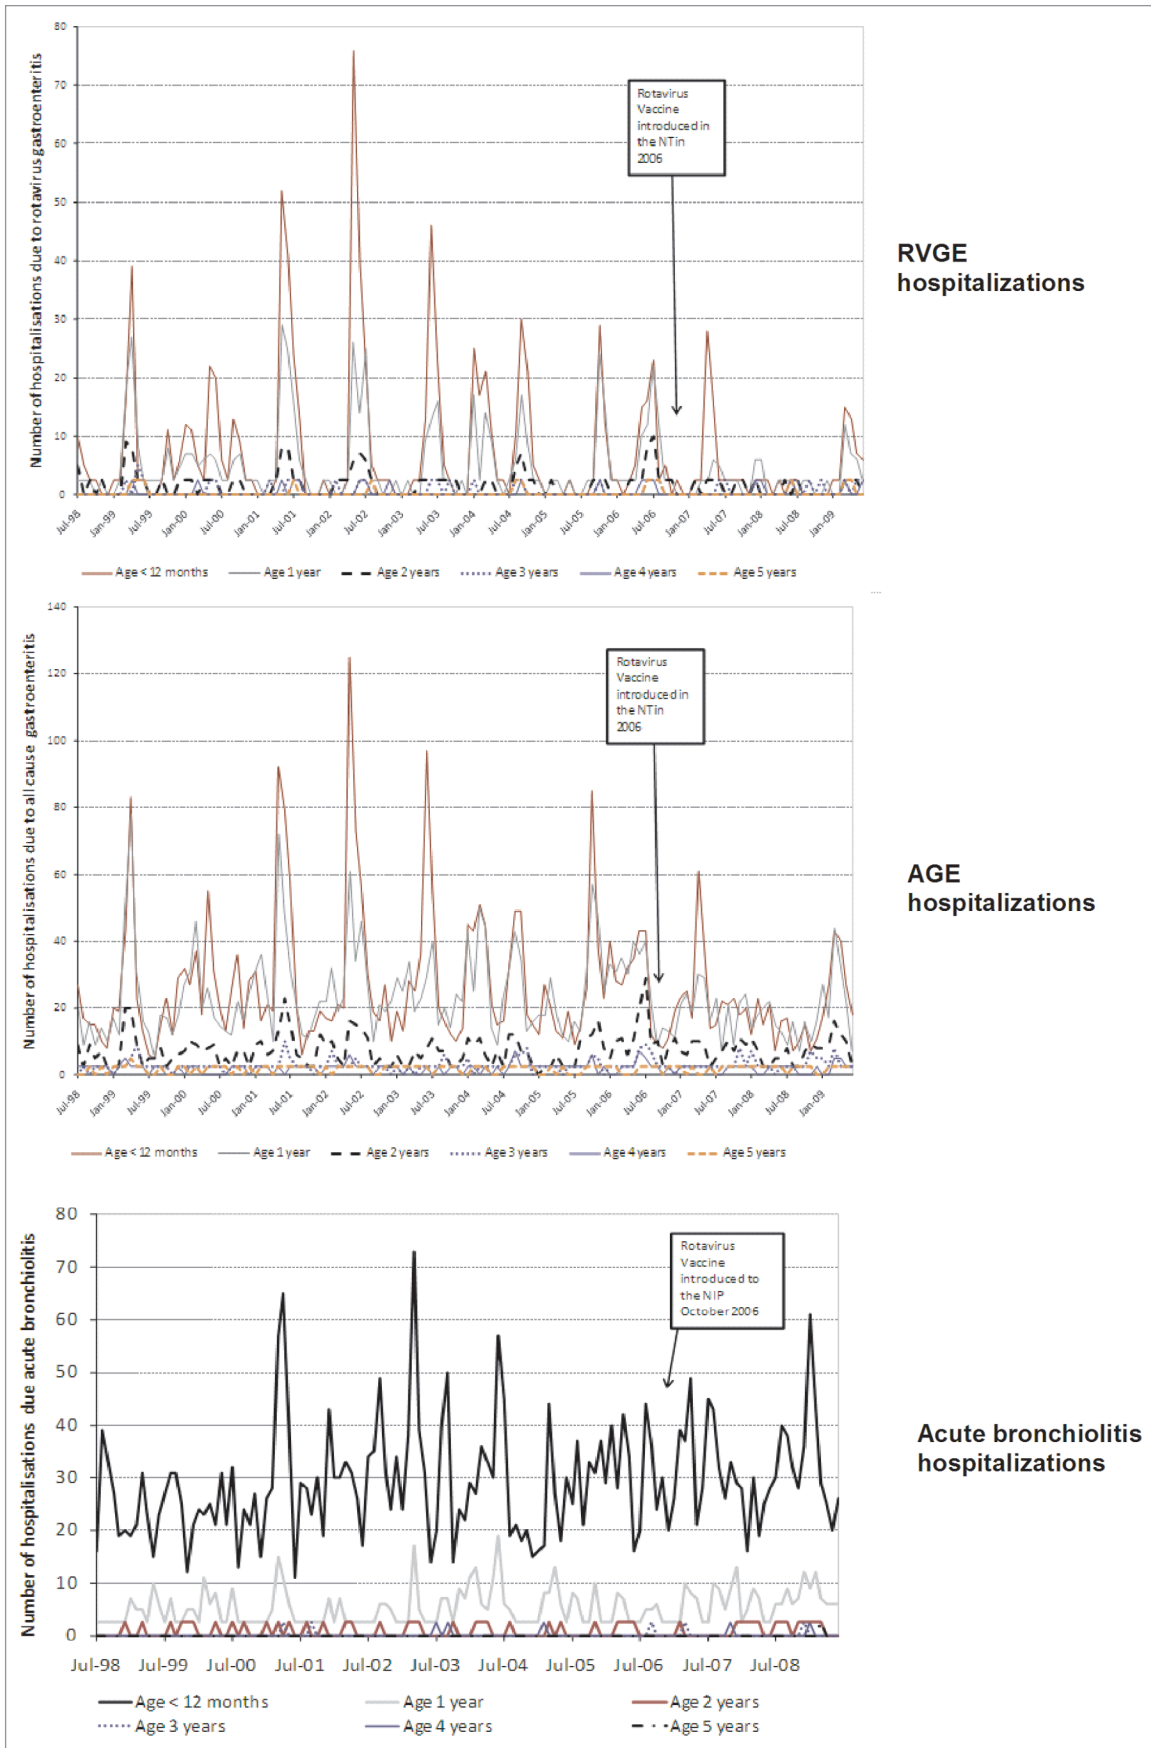 Number of hospitalisations due to rotavirus gastroenteritis
80
70
60
50
40
30
20
10
0
Rotavirus
Vaccine
introduced in
the NTin
2006
Jul-98
Jan-99
Jul-99
Jan-00
Jul-00
Jan-01
Jul-01
Jan-02
Jul-02
Jan-03
Jul-03
Jan-04
Jul-04
Jan-05
Jul-05
Jan-06
Jul-06
Jan-07
Jul-07
Jan-08
Jul-08
Jan-09
Age < 12 months
Age 1 year
Age 2 years
Age 3 years
Age 4 years
Age 5 years
RVGE
hospitalizations
Number of hospitalisations due to all cause gastroenteritis
140
120
100
80
60
40
20
0
Rotavirus
Vaccine
introduced in
the NTin
2006
Jul-98
Jan-99
Jul-99
Jan-00
Jul-00
Jan-01
Jul-01
Jan-02
Jul-02
Jan-03
Jul-03
Jan-04
Jul-04
Jan-05
Jul-05
Jan-06
Jul-06
Jan-07
Jul-07
Jan-08
Jul-08
Jan-09
Age < 12 months
Age 1 year
Age 2 years
Age 3 years
Age 4 years
Age 5 years
AGE
hospitalizations
Number of hospitalisations due acute bronchiolitis
80
70
60
50
40
30
20
10
0
Rotavirus
Vaccine
introduced to
the NIP
October 2006
Jul-98
Jul-99
Jul-00
Jul-01
Jul-02
Jul-03
Jul-04
Jul-05
Jul-06
Jul-07
Jul-08
Age < 12 months
Age 1 year
Age 2 years
Age 3 years
Age 4 years
Age 5 years
Acute bronchiolitis
hospitalizations